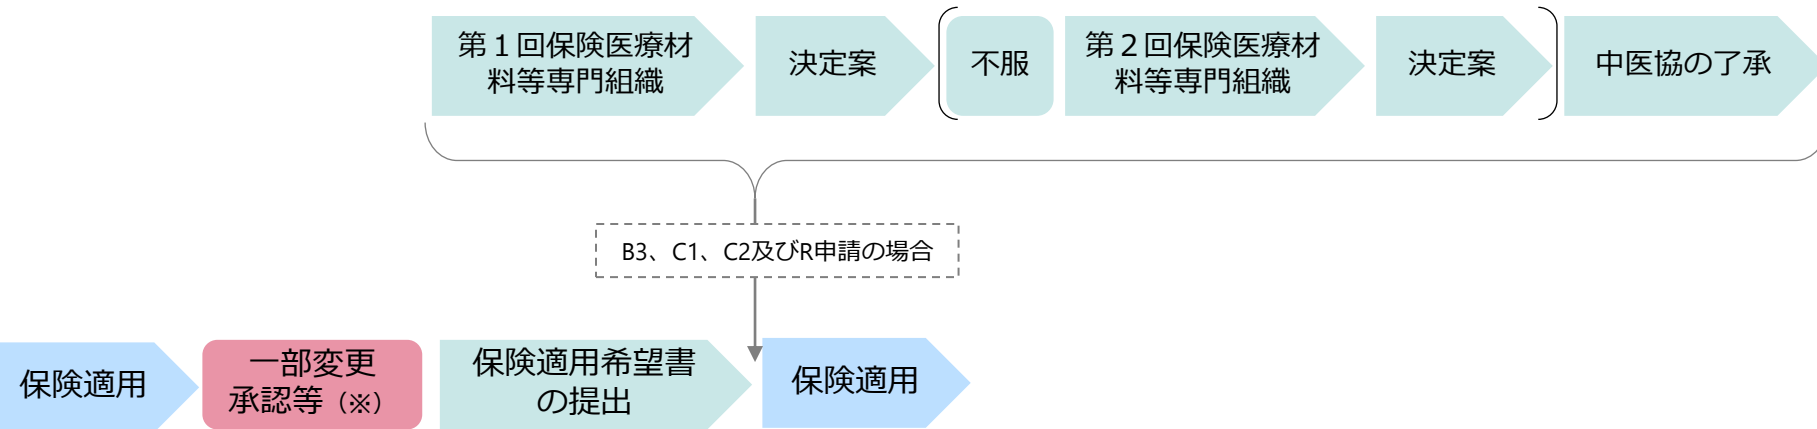 第１回保険医療材
料等専門組織
決定案
不服
第２回保険医療材
料等専門組織
決定案
中医協の了承
B3、C1、C2及びR申請の場合
保険適用
一部変更
承認等（※）
保険適用希望書
の提出
保険適用